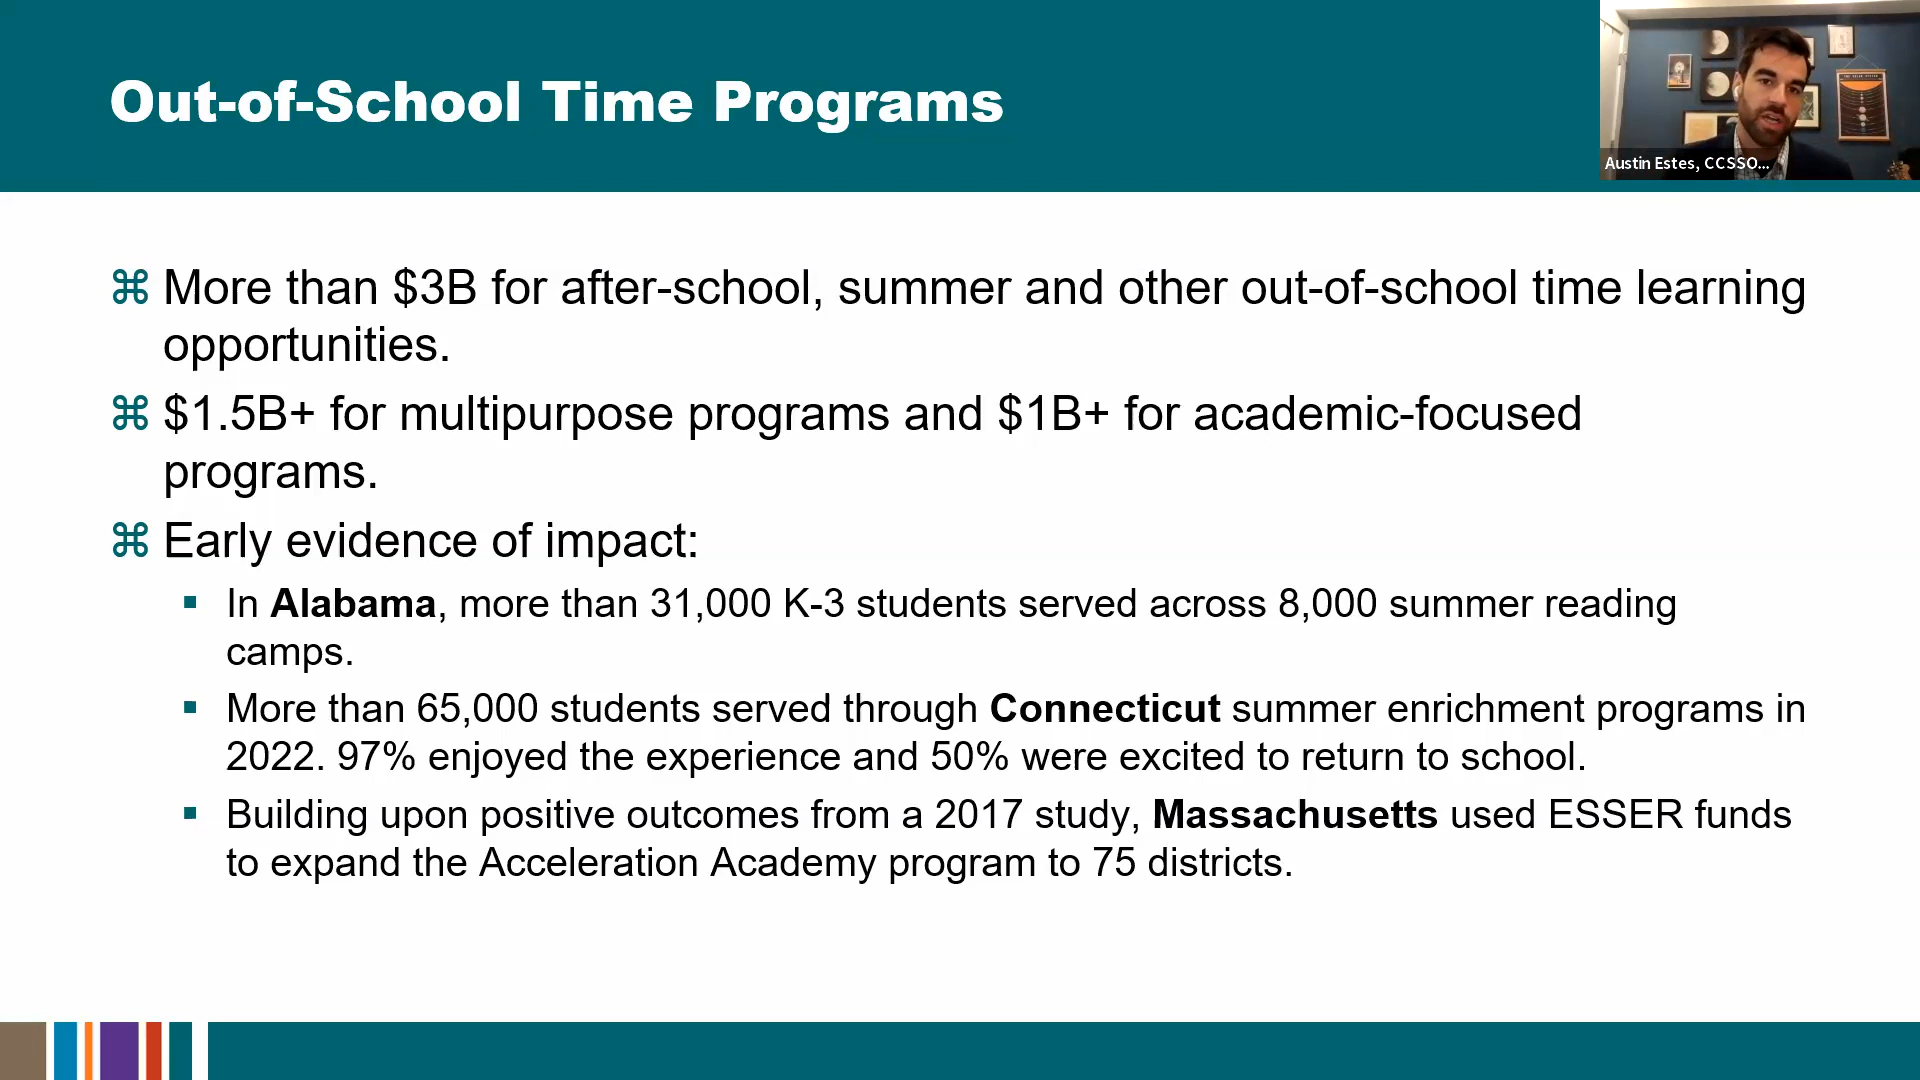 Out-of-School Time Programs
Austin Estes, CCSSO...
⌘ More than $3B for after-school, summer and other out-of-school time learning
opportunities.
⌘ $1.5B+ for multipurpose programs and $1B+ for academic-focused
programs.
⌘ Early evidence of impact:
▪ In Alabama, more than 31,000 K-3 students served across 8,000 summer reading
camps.
▪ More than 65,000 students served through Connecticut summer enrichment programs in
2022. 97% enjoyed the experience and 50% were excited to return to school.
▪ Building upon positive outcomes from a 2017 study, Massachusetts used ESSER funds
to expand the Acceleration Academy program to 75 districts.